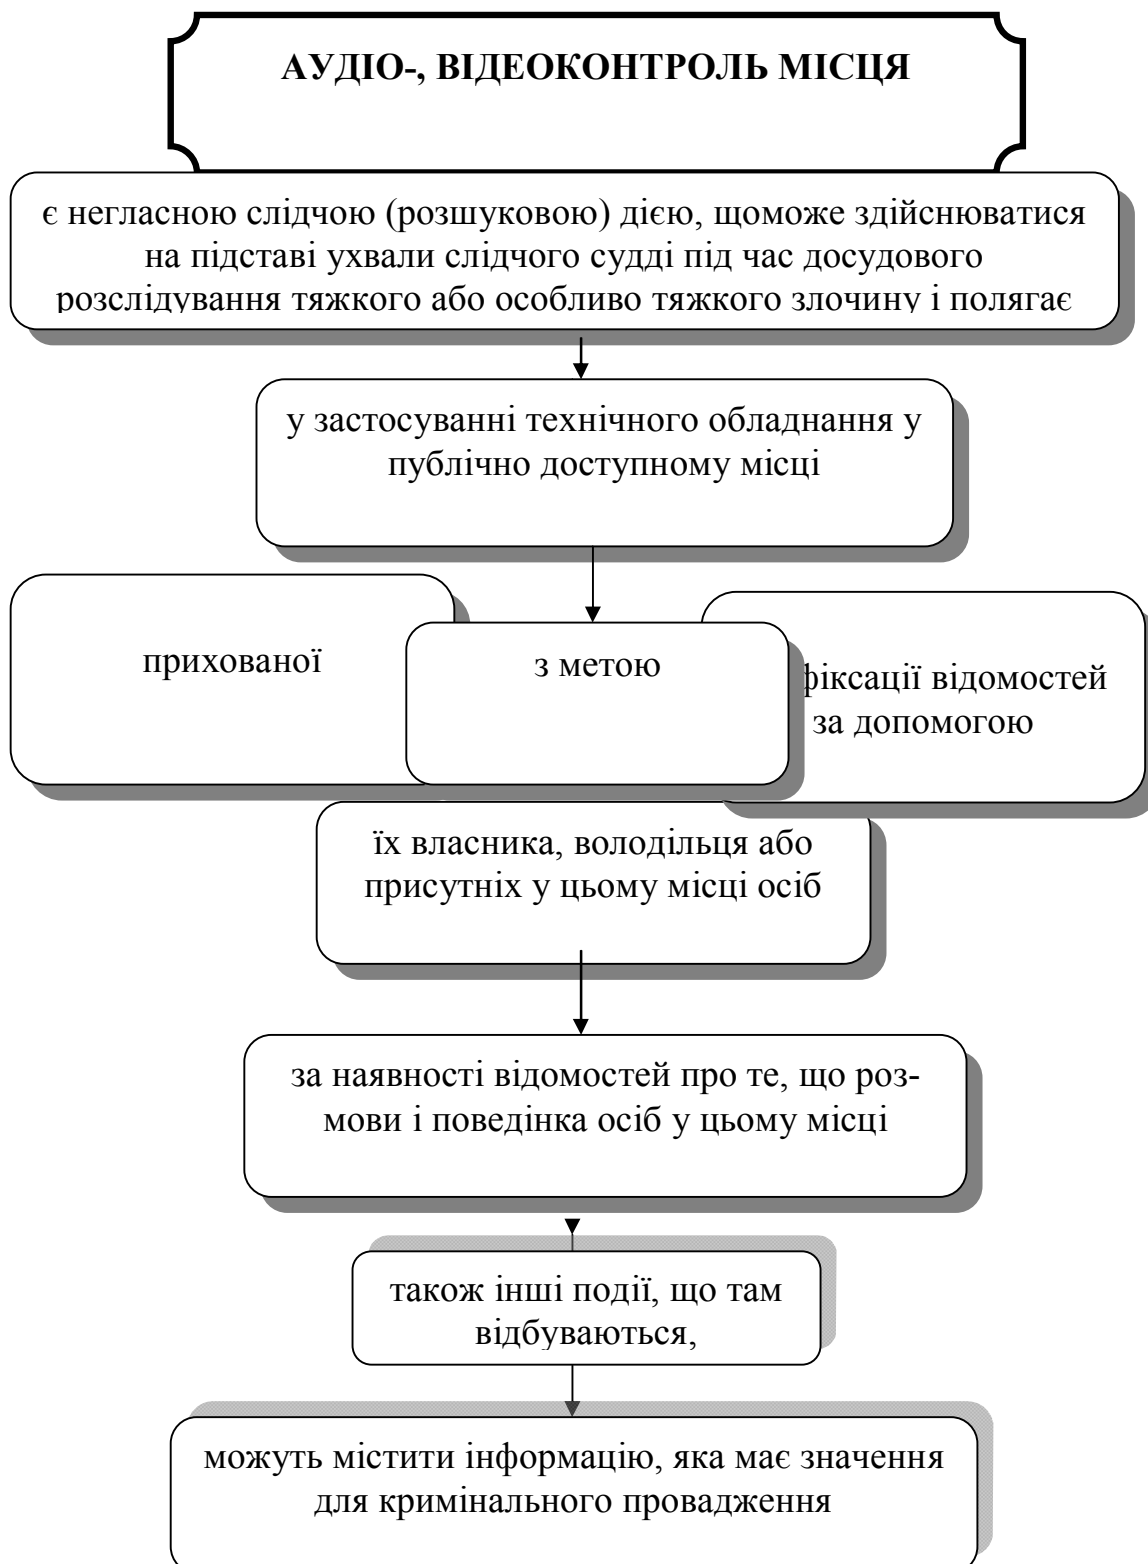 АУДІО-, ВІДЕОКОНТРОЛЬ МІСЦЯ
є негласною слідчою (розшуковою) дією, щоможе здійснюватися
на підставі ухвали слідчого судді під час досудового
розслідування тяжкого або особливо тяжкого злочину і полягає
у застосуванні технічного обладнання у
публічно доступному місці
прихованої
з метою
фіксації відомостей
за допомогою
їх власника, володільця або
присутніх у цьому місці осіб
за наявності відомостей про те, що роз-
мови і поведінка осіб у цьому місці
також інші події, що там
відбуваються,
можуть містити інформацію, яка має значення
для кримінального провадження